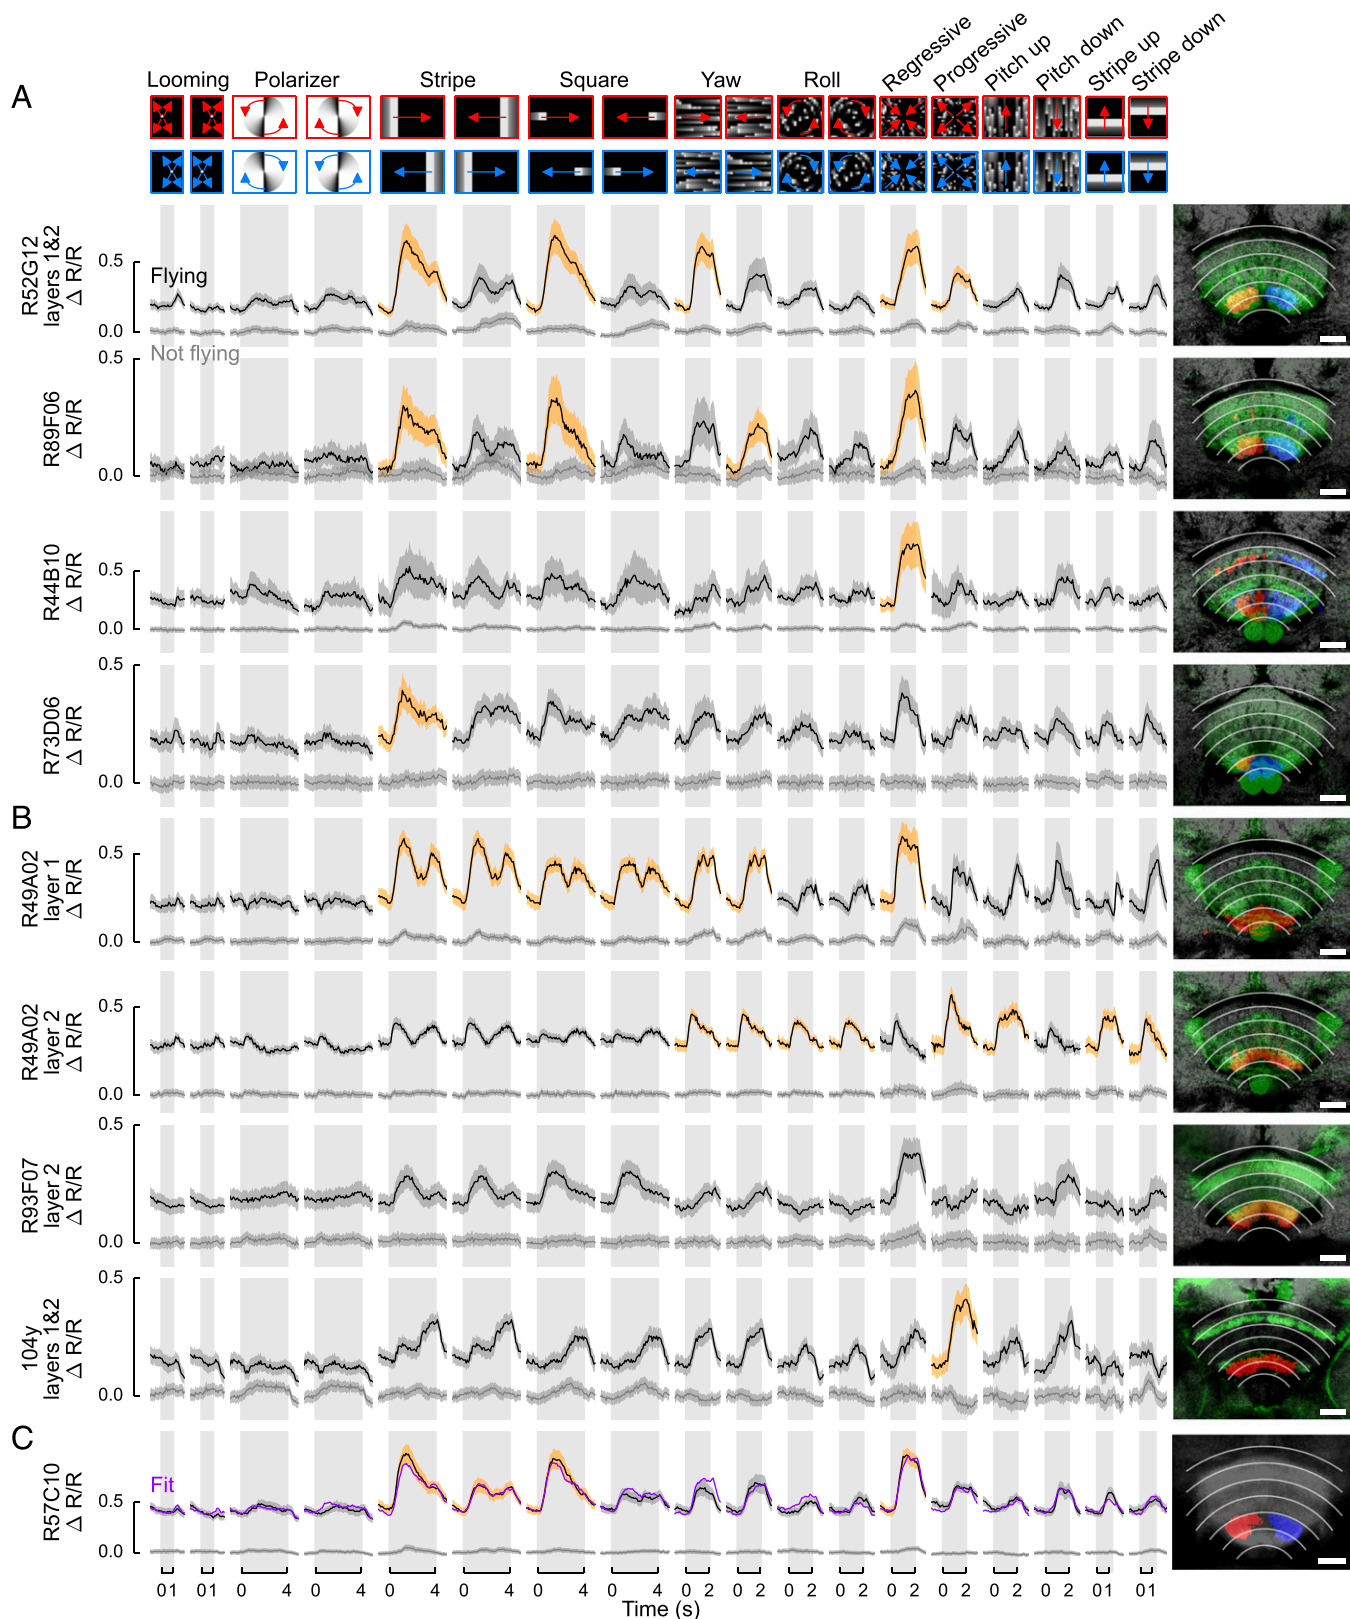 A
Looming
Polarizer
Stripe
Square
Yaw
Roll
Regressive
Progressive
Pitch up
Pitch down
Stripe up
Stripe down
R52G12
layers 1&2
Δ R/R
0.5
0.0
Flying
Not flying
R89F06
Δ R/R
0.5
0.0
R44B10
Δ R/R
0.5
0.0
R73D06
Δ R/R
0.5
0.0
B
R49A02
layer 1
Δ R/R
0.5
0.0
R49A02
layer 2
Δ R/R
0.5
0.0
R93F07
layer 2
Δ R/R
0.5
0.0
104y
layers 1&2
Δ R/R
0.5
0.0
C
R57C10
Δ R/R
0.5
0.0
Fit
01 01 0 4 0 4 0 4 0 4 0 4 0 4 0 2 0 2 0 2 0 2 0 2 0 2 0 2 0 2 01 01
Time (s)